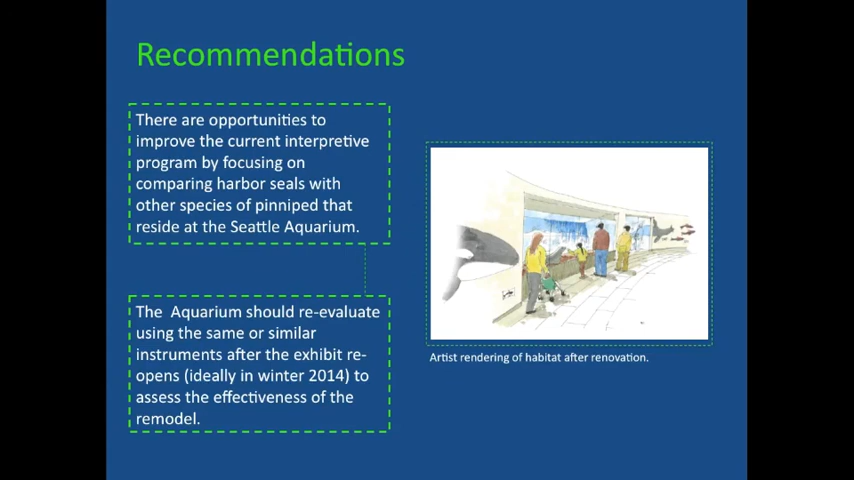 Recommendations
There are opportunities to
improve the current interpretive
program by focusing on
comparing harbor seals with
other species of pinniped that
reside at the Seattle Aquarium.
The  Aquarium should re-evaluate
using the same or similar
instruments after the exhibit re-
opens (ideally in winter 2014) to
assess the effectiveness of the
remodel.
Artist rendering of habitat after renovation.